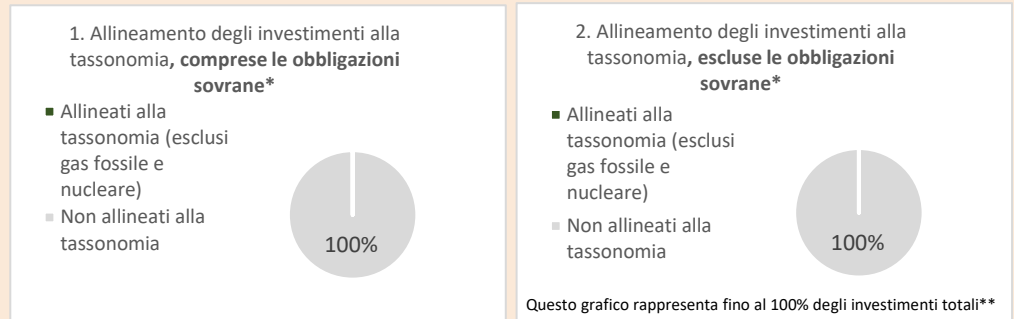 1. Allineamento degli investimenti alla
tassonomia, comprese le obbligazioni
sovrane*
Allineati alla
tassonomia (esclusi
gas fossile e
nucleare)
Non allineati alla
tassonomia
100%
2. Allineamento degli investimenti alla
tassonomia, escluse le obbligazioni
sovrane*
Allineati alla
tassonomia (esclusi
gas fossile e
nucleare)
Non allineati alla
tassonomia
100%
Questo grafico rappresenta fino al 100% degli investimenti totali**